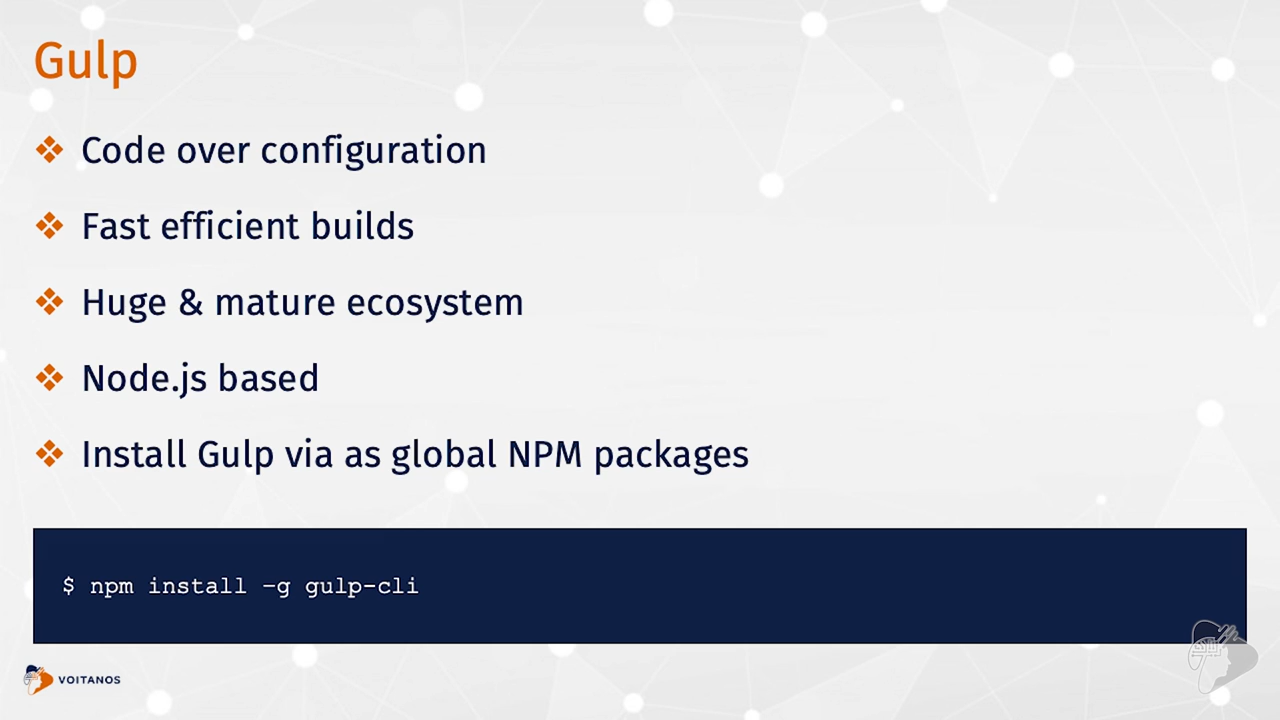 Gulp
❖ Code over configuration
❖ Fast efficient builds
❖ Huge & mature ecosystem
❖ Node.js based
❖ Install Gulp via as global NPM packages
$ npm install -g gulp-cli
VOITANOS